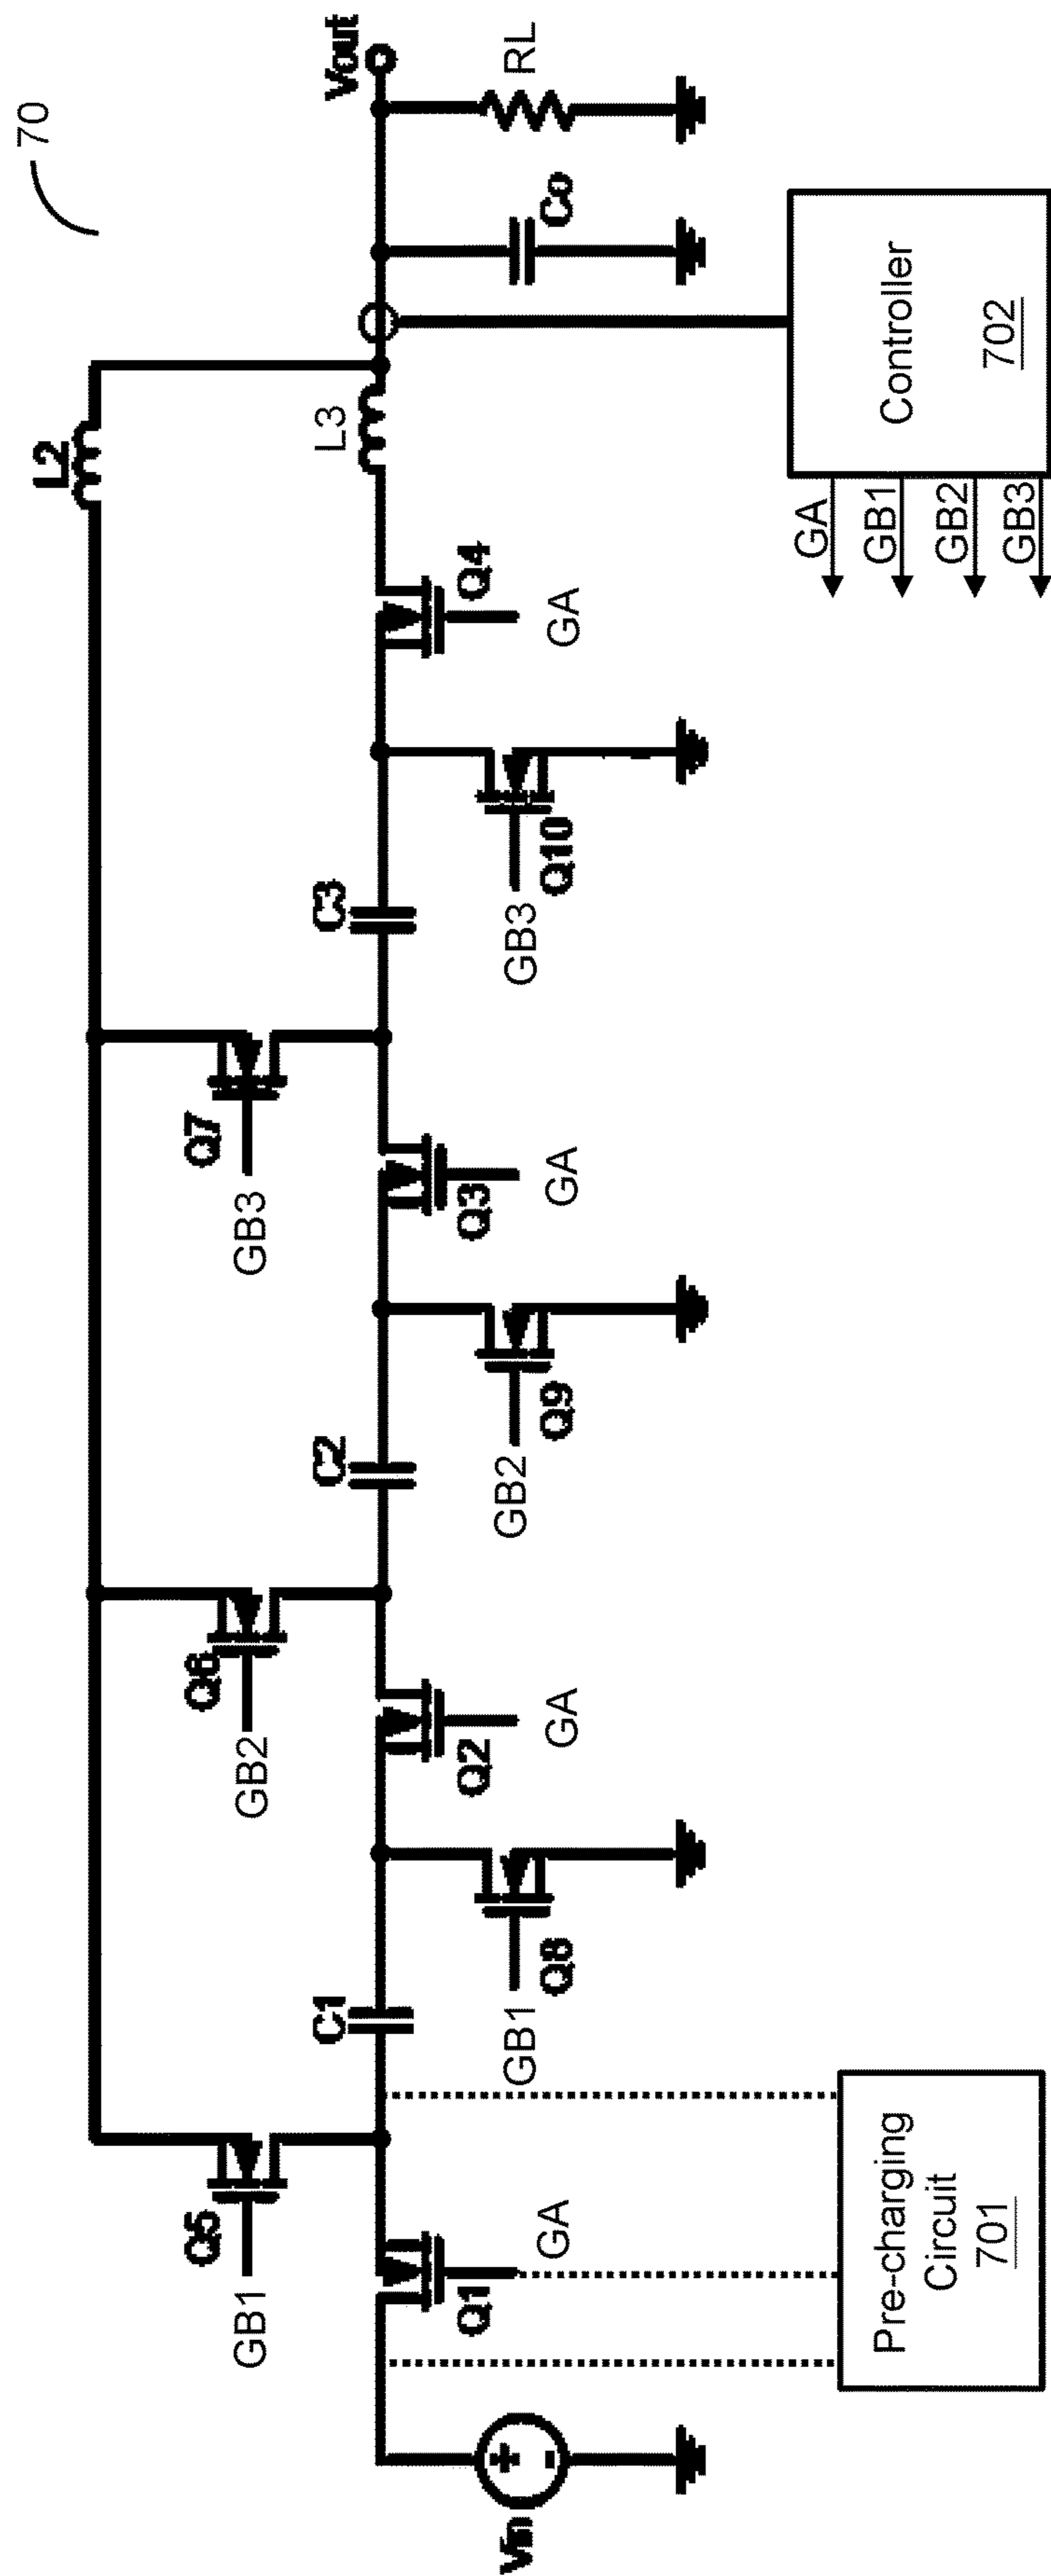 70
L2
Vout
Q5
GB1
Q6
GB2
Q7
GB3
C1
C2
C3
L3
Co
RL
Vin
Q1
GA
Q8
GB1
Q2
GA
Q9
GB2
Q3
GA
Q10
GB3
Q4
GA
Pre-charging
Circuit
701
GA
GB1
GB2
GB3
Controller
702